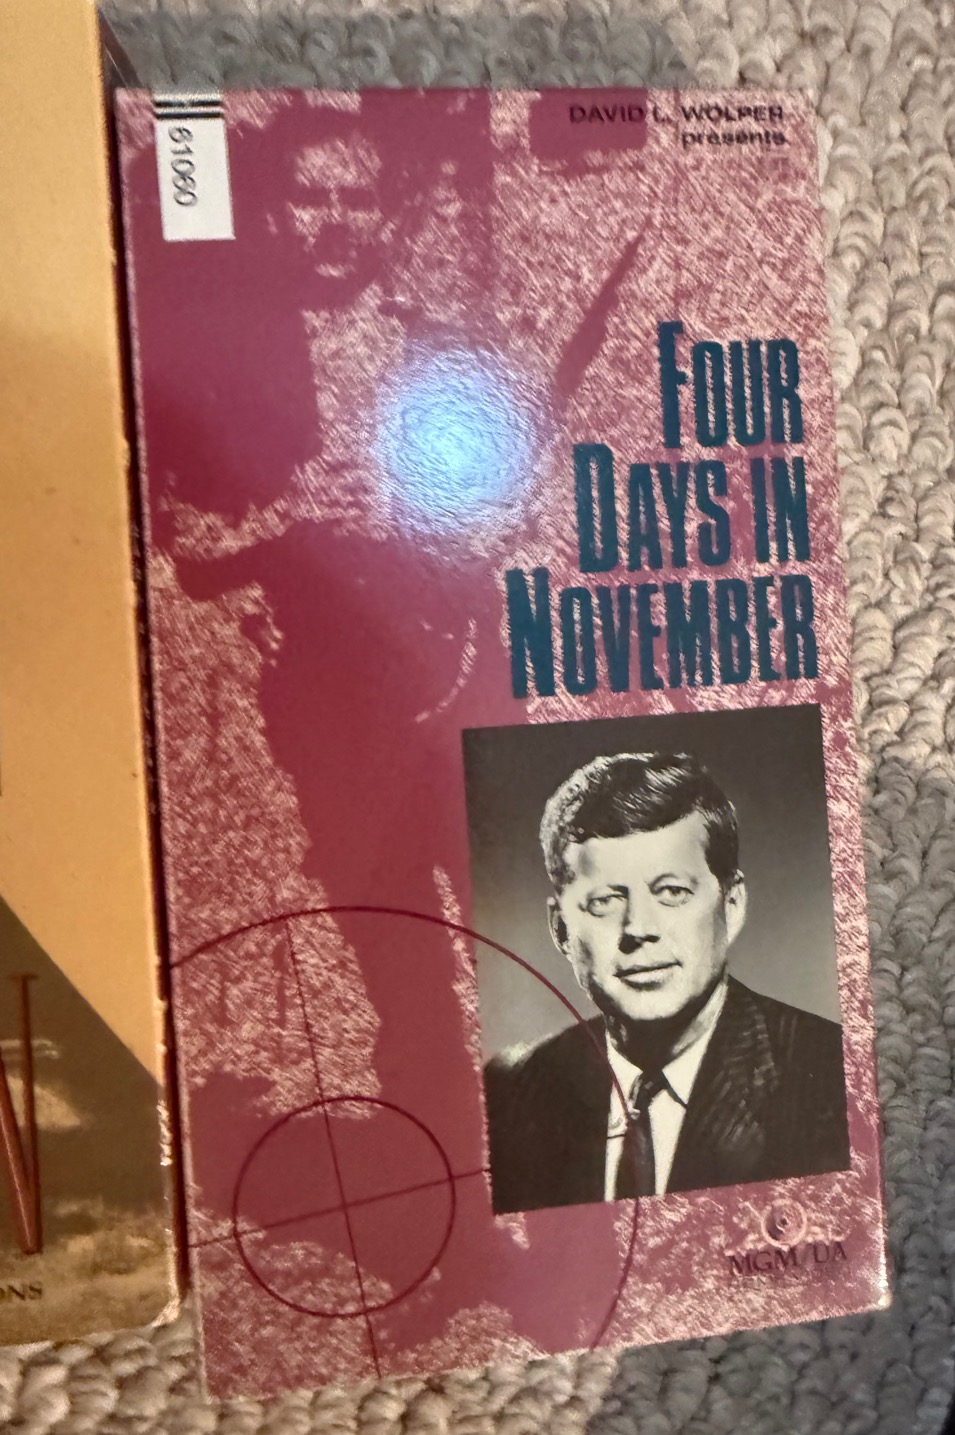 61060
DAVID L. WOLPER
presents
FOUR
DAYS IN
NOVEMBER
MGM/UA
ONS